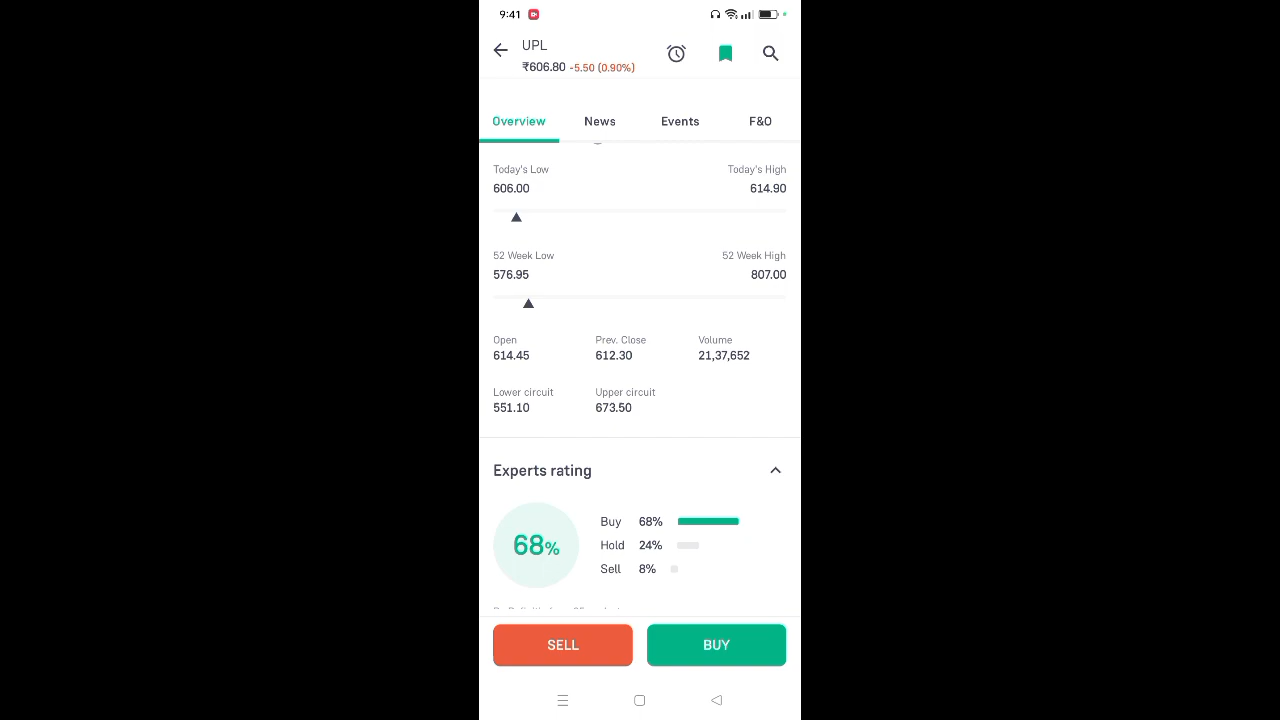 9:41
UPL
₹606.80 -5.50 (0.90%)
Overview News Events F&O
Today's Low Today's High
606.00 614.90
52 Week Low 52 Week High
576.95 807.00
Open Prev. Close Volume
614.45 612.30 21,37,652
Lower circuit Upper circuit
551.10 673.50
Experts rating
68%
Buy 68%
Hold 24%
Sell 8%
SELL BUY